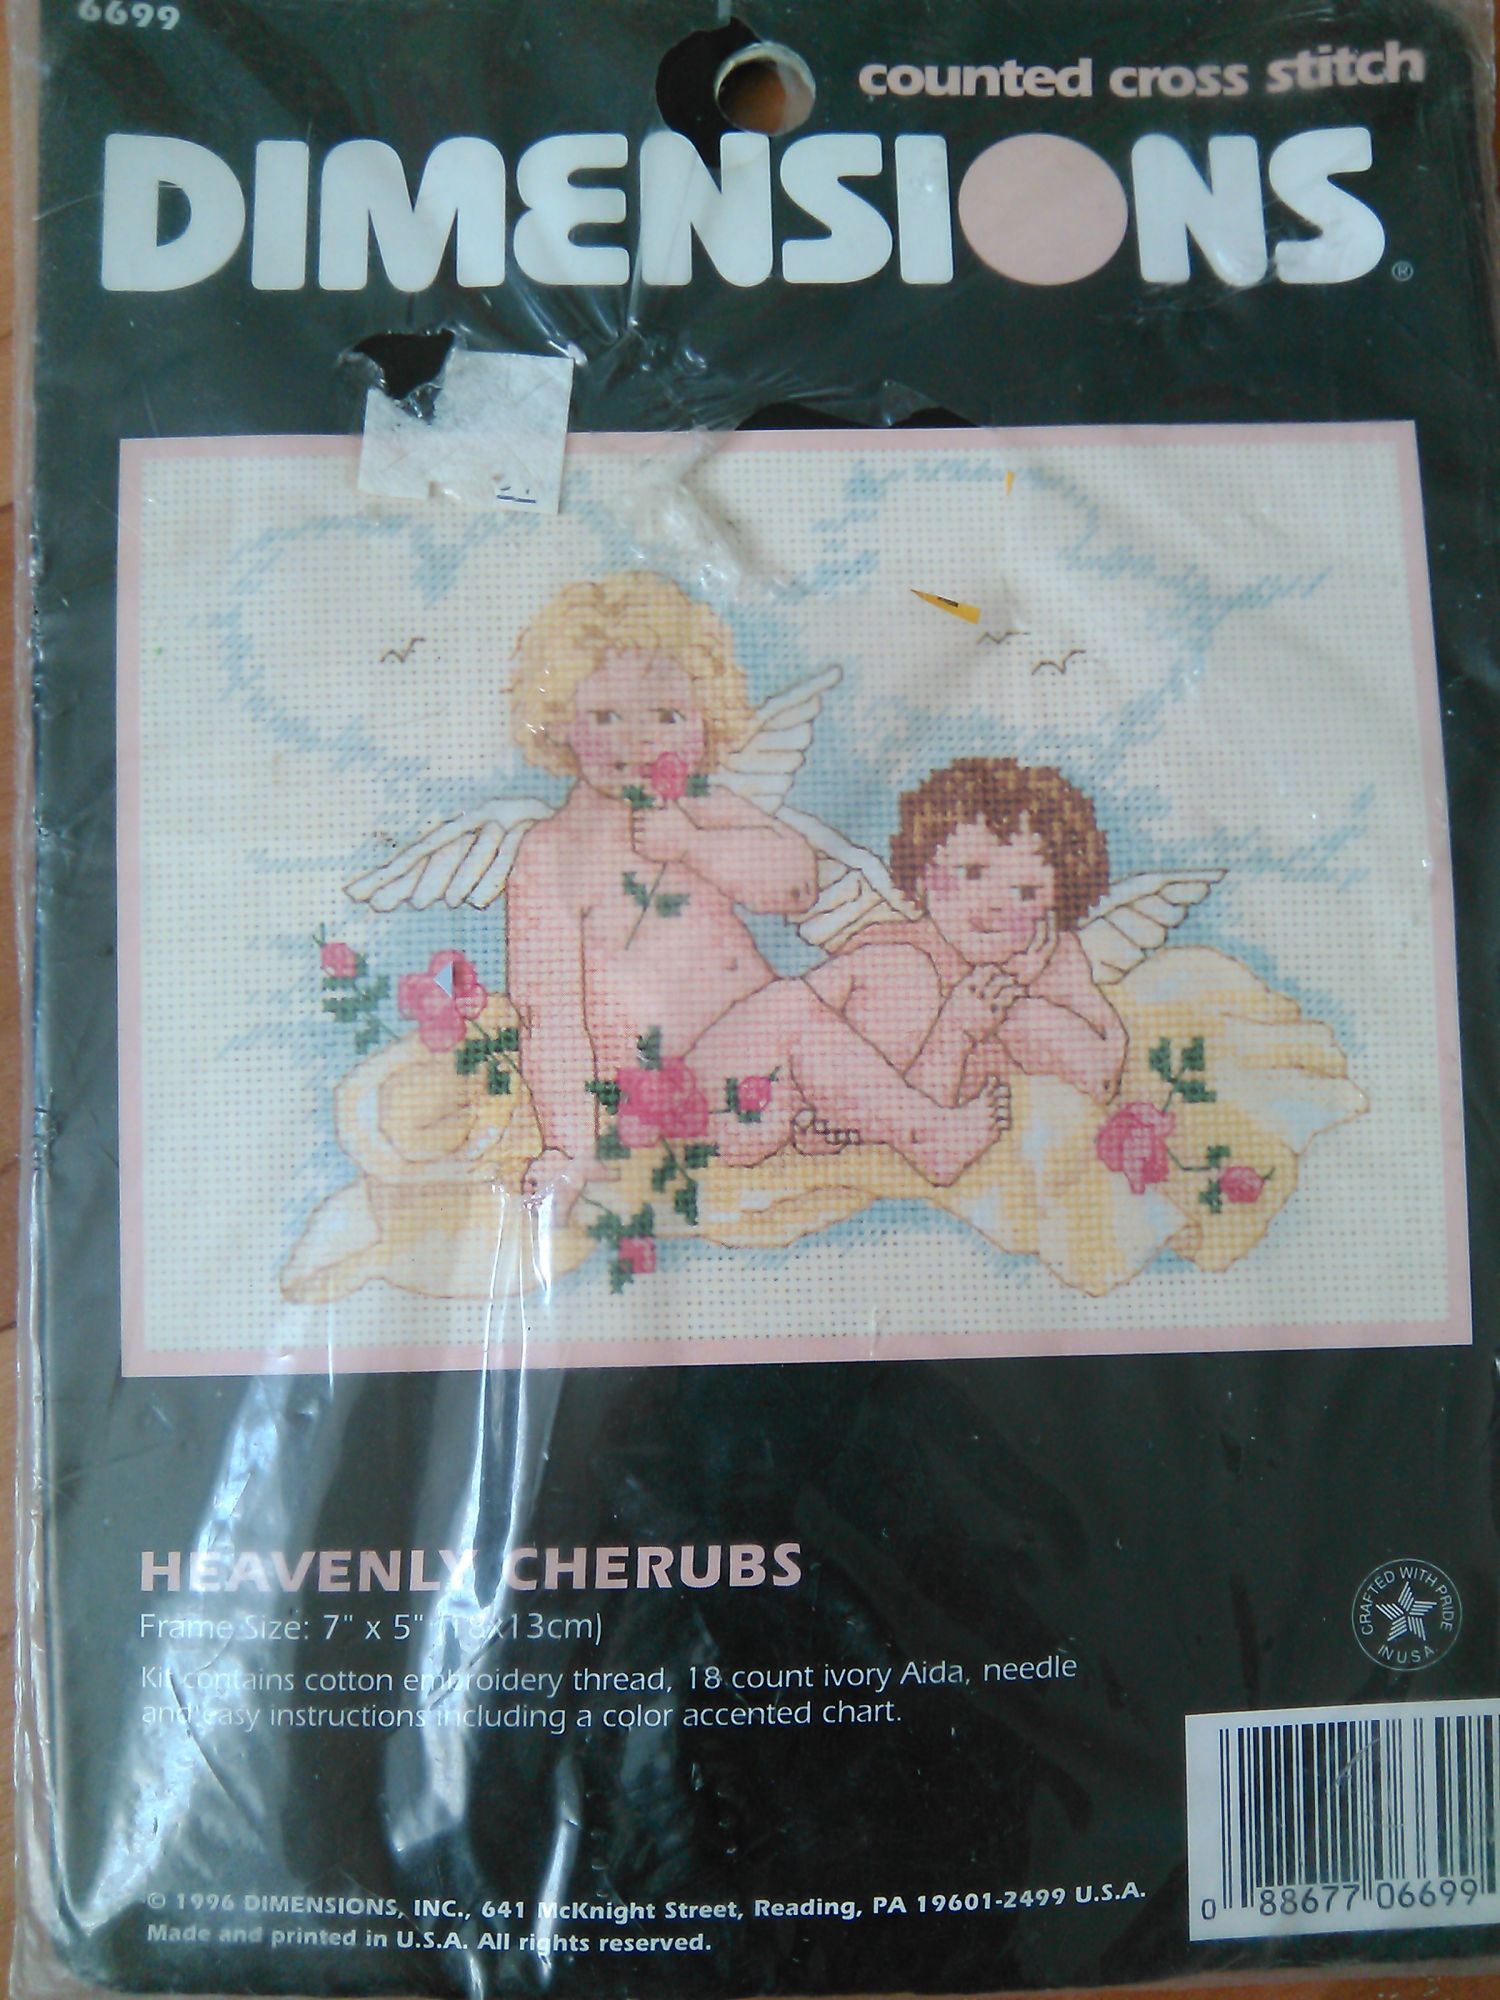 6699
counted cross stitch
DIMENSIONS®
HEAVENLY CHERUBS
Frame Size: 7" x 5" (18x13cm)
Kit contains cotton embroidery thread, 18 count ivory Aida, needle
and easy instructions including a color accented chart.
CRAFTED WITH PRIDE
IN U.S.A.
0 88677 06699
© 1996 DIMENSIONS, INC., 641 McKnight Street, Reading, PA 19601-2499 U.S.A.
Made and printed in U.S.A. All rights reserved.